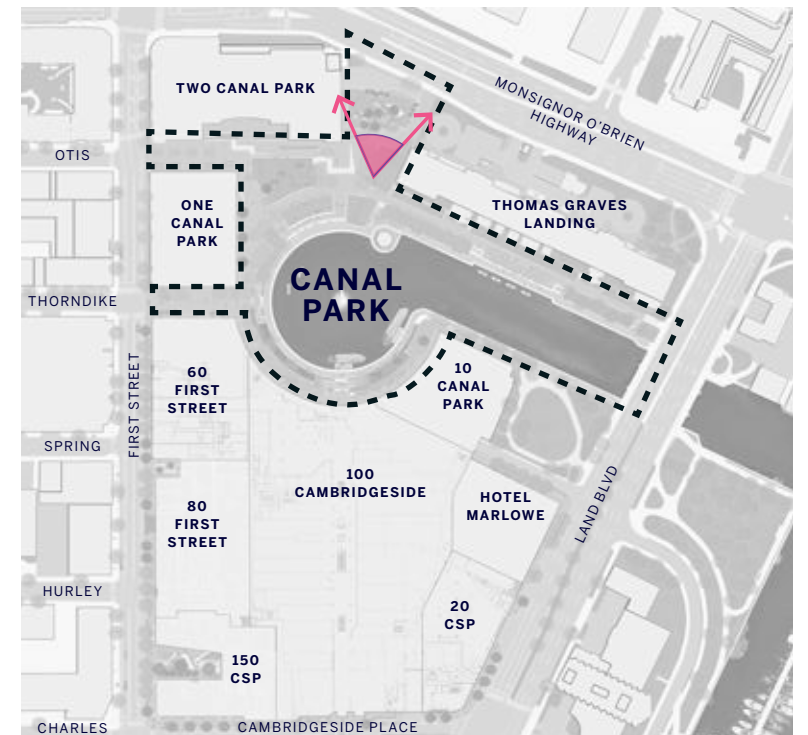 TWO CANAL PARK
MONSIGNOR O'BRIEN
HIGHWAY
OTIS
ONE
CANAL
PARK
THOMAS GRAVES
LANDING
CANAL
PARK
THORNDIKE
60
FIRST
STREET
FIRST STREET
10
CANAL
PARK
SPRING
100
CAMBRIDGESIDE
HOTEL
MARLOWE
LAND BLVD
80
FIRST
STREET
HURLEY
20
CSP
150
CSP
CHARLES
CAMBRIDGESIDE PLACE